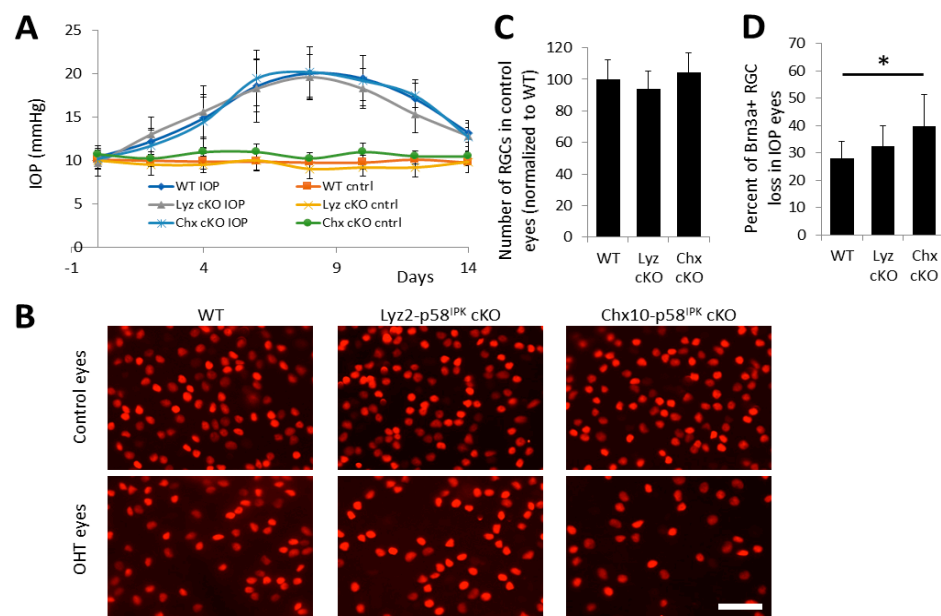 A
IOP (mmHg)
25
20
15
10
5
0
-1
4
9
14
Days
WT IOP
WT cntrl
Lyz cKO IOP
Lyz cKO cntrl
Chx cKO IOP
Chx cKO cntrl
C
Number of RGCs in control
eyes (normalized to WT)
120
100
80
60
40
20
0
WT
Lyz
cKO
Chx
cKO
D
Percent of Brn3a+ RGC
loss in IOP eyes
70
60
50
40
30
20
10
0
*
WT
Lyz
cKO
Chx
cKO
B
WT
Lyz2-p58ᴵᴾᴷ cKO
Chx10-p58ᴵᴾᴷ cKO
Control eyes
OHT eyes